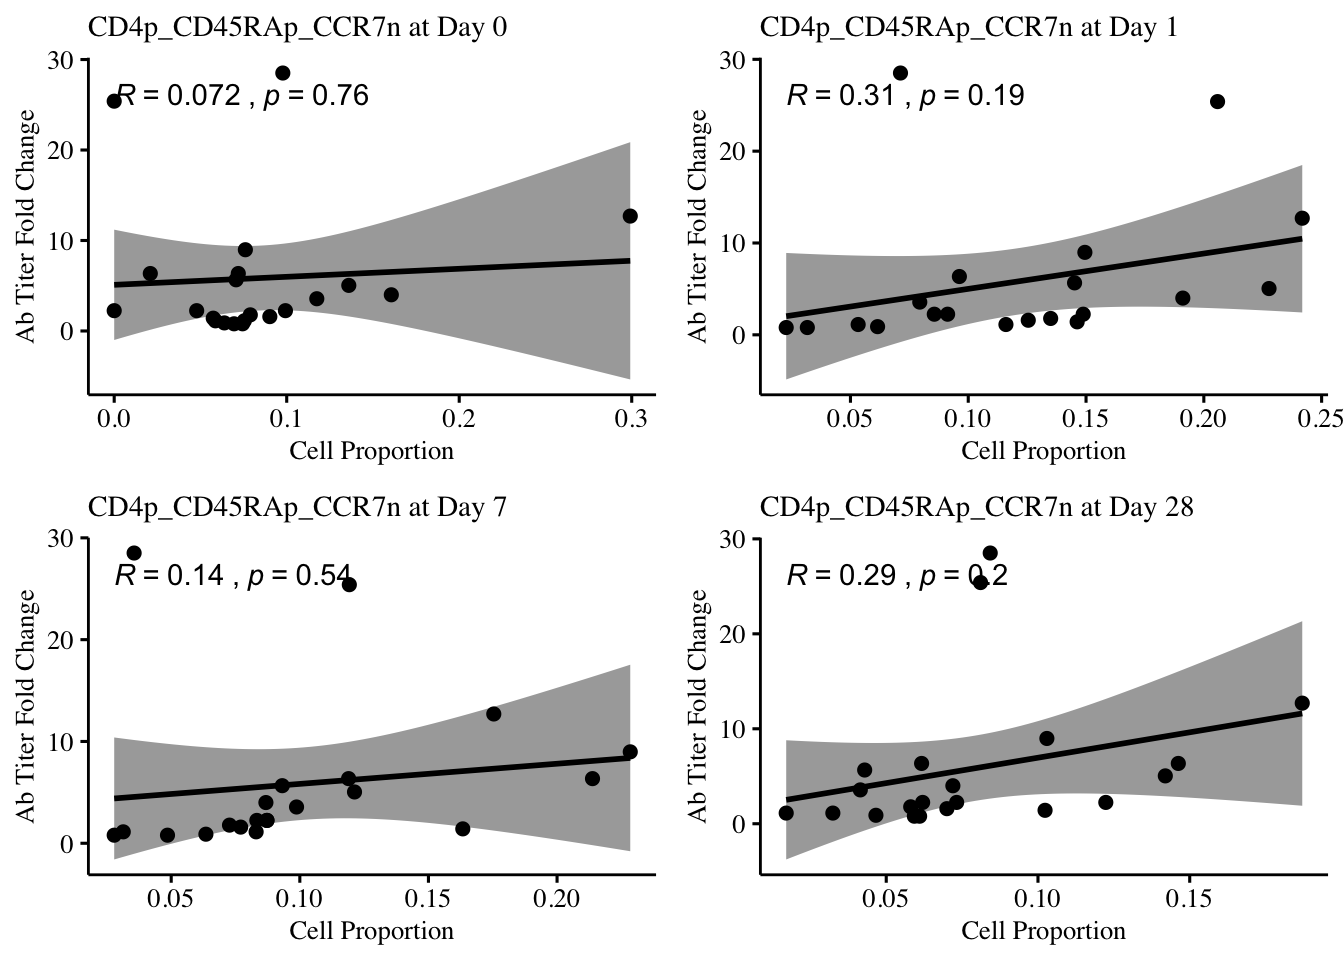 CD4p_CD45RAp_CCR7n at Day 0
30
R = 0.072 , p = 0.76
20
10
0
Ab Titer Fold Change
0.0 0.1 0.2 0.3
Cell Proportion
CD4p_CD45RAp_CCR7n at Day 1
30
R = 0.31 , p = 0.19
20
10
0
Ab Titer Fold Change
0.05 0.10 0.15 0.20 0.25
Cell Proportion
CD4p_CD45RAp_CCR7n at Day 7
30
R = 0.14 , p = 0.54
20
10
0
Ab Titer Fold Change
0.05 0.10 0.15 0.20
Cell Proportion
CD4p_CD45RAp_CCR7n at Day 28
30
R = 0.29 , p = 0.2
20
10
0
Ab Titer Fold Change
0.05 0.10 0.15
Cell Proportion